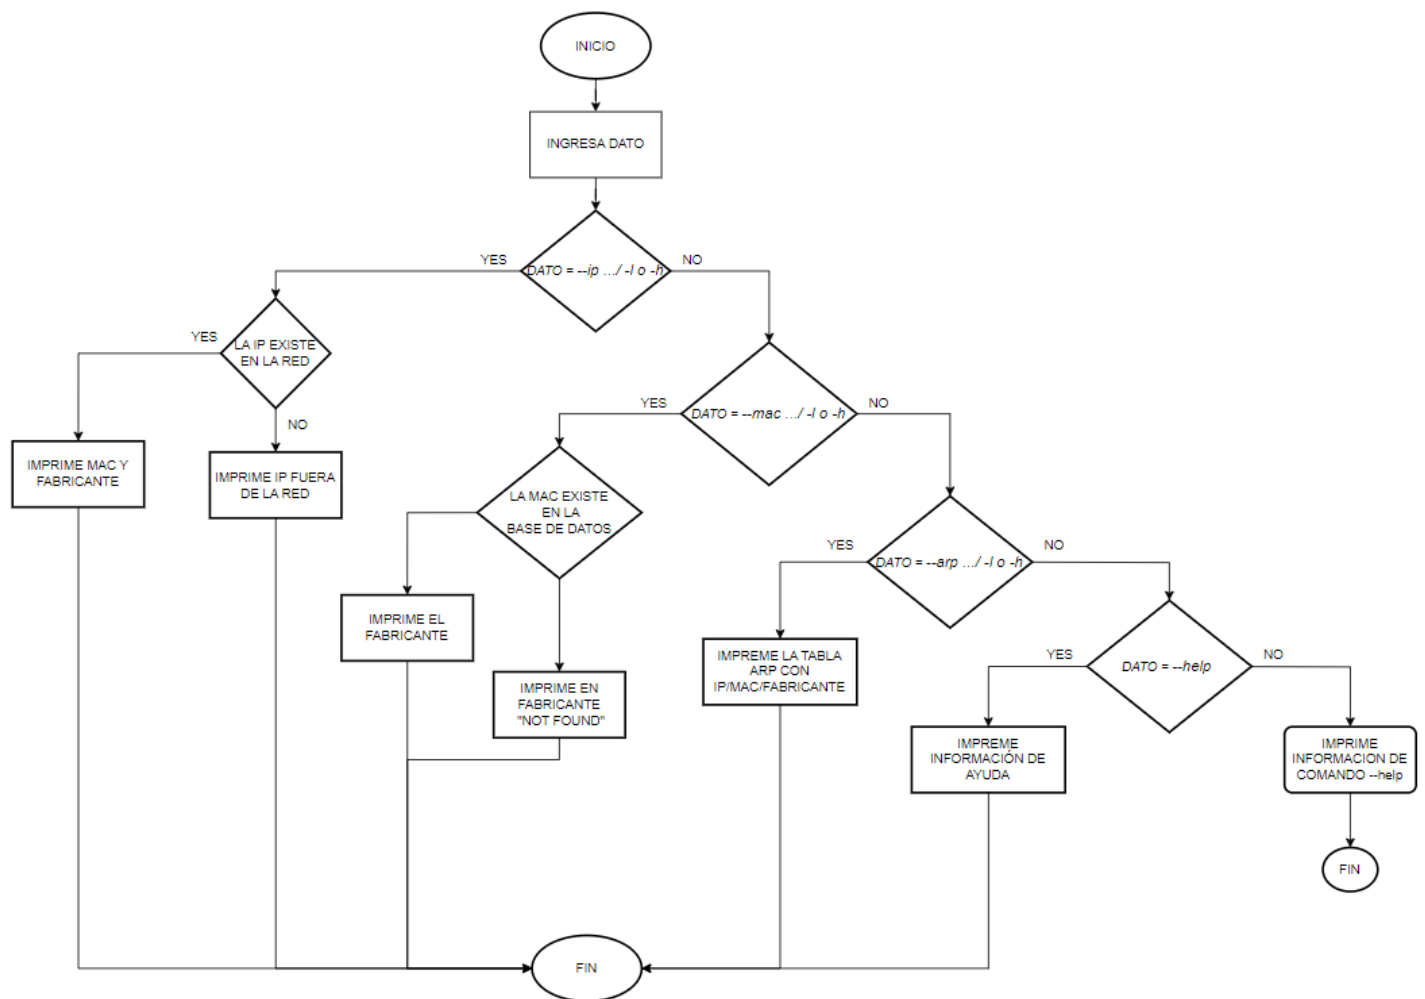 INICIO
INGRESA DATO
YES
DATO = --ip .../ -l o -h
NO
YES
LA IP EXISTE
EN LA RED
NO
IMPRIME MAC Y
FABRICANTE
IMPRIME IP FUERA
DE LA RED
YES
DATO = --mac .../ -l o -h
NO
LA MAC EXISTE
EN LA
BASE DE DATOS
IMPRIME EL
FABRICANTE
IMPRIME EN
FABRICANTE
"NOT FOUND"
YES
DATO = --arp .../ -l o -h
NO
IMPREME LA TABLA
ARP CON
IP/MAC/FABRICANTE
YES
DATO = --help
NO
IMPREME
INFORMACIÓN DE
AYUDA
IMPRIME
INFORMACION DE
COMANDO --help
FIN
FIN